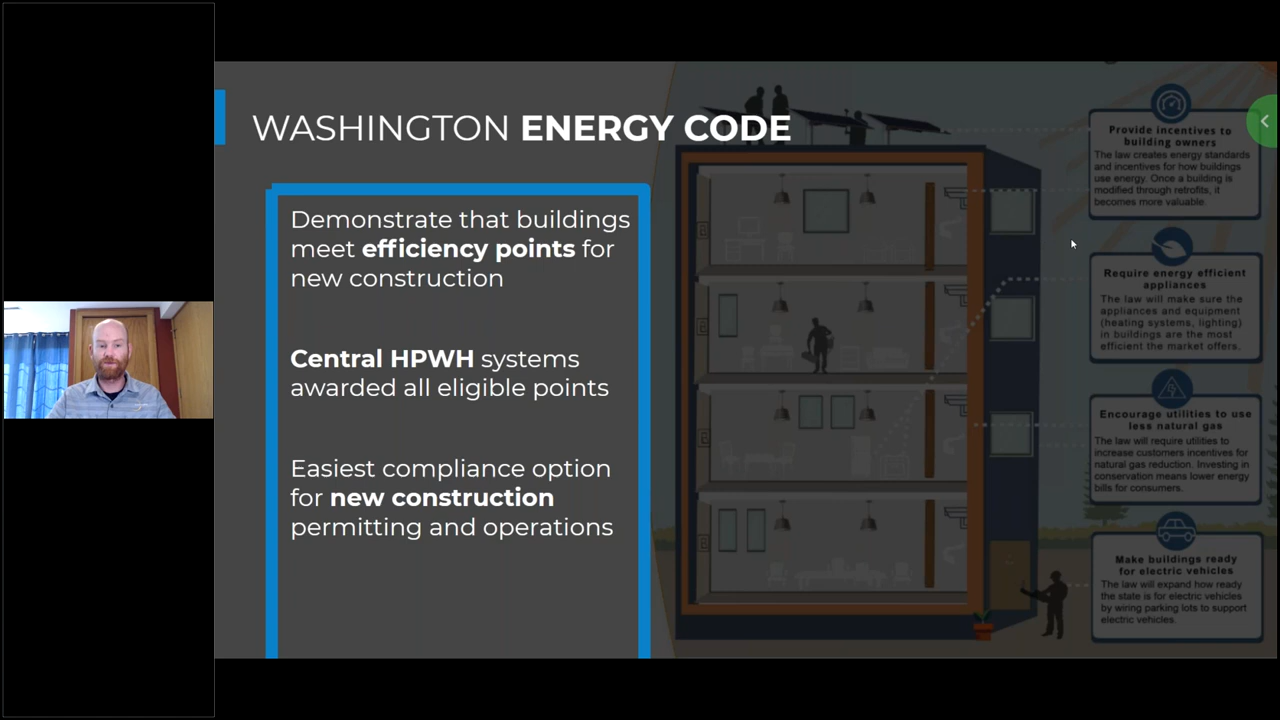 WASHINGTON ENERGY CODE
Demonstrate that buildings
meet efficiency points for
new construction
Central HPWH systems
awarded all eligible points
Easiest compliance option
for new construction
permitting and operations
Provide incentives to
building owners
The law creates energy standards
and incentives for how buildings
use energy. Once a building is
modified through retrofits, it
becomes more valuable.
Require energy efficient
appliances
The law will make sure the
appliances and equipment
(heating systems, lighting)
in buildings are the most
efficient the market offers.
Encourage utilities to use
less natural gas
The law will require utilities to
increase customers incentives for
natural gas reduction. Investing in
conservation means lower energy
bills for consumers.
Make buildings ready
for electric vehicles
The law will expand how ready
the state is for electric vehicles
by wiring parking lots to support
electric vehicles.